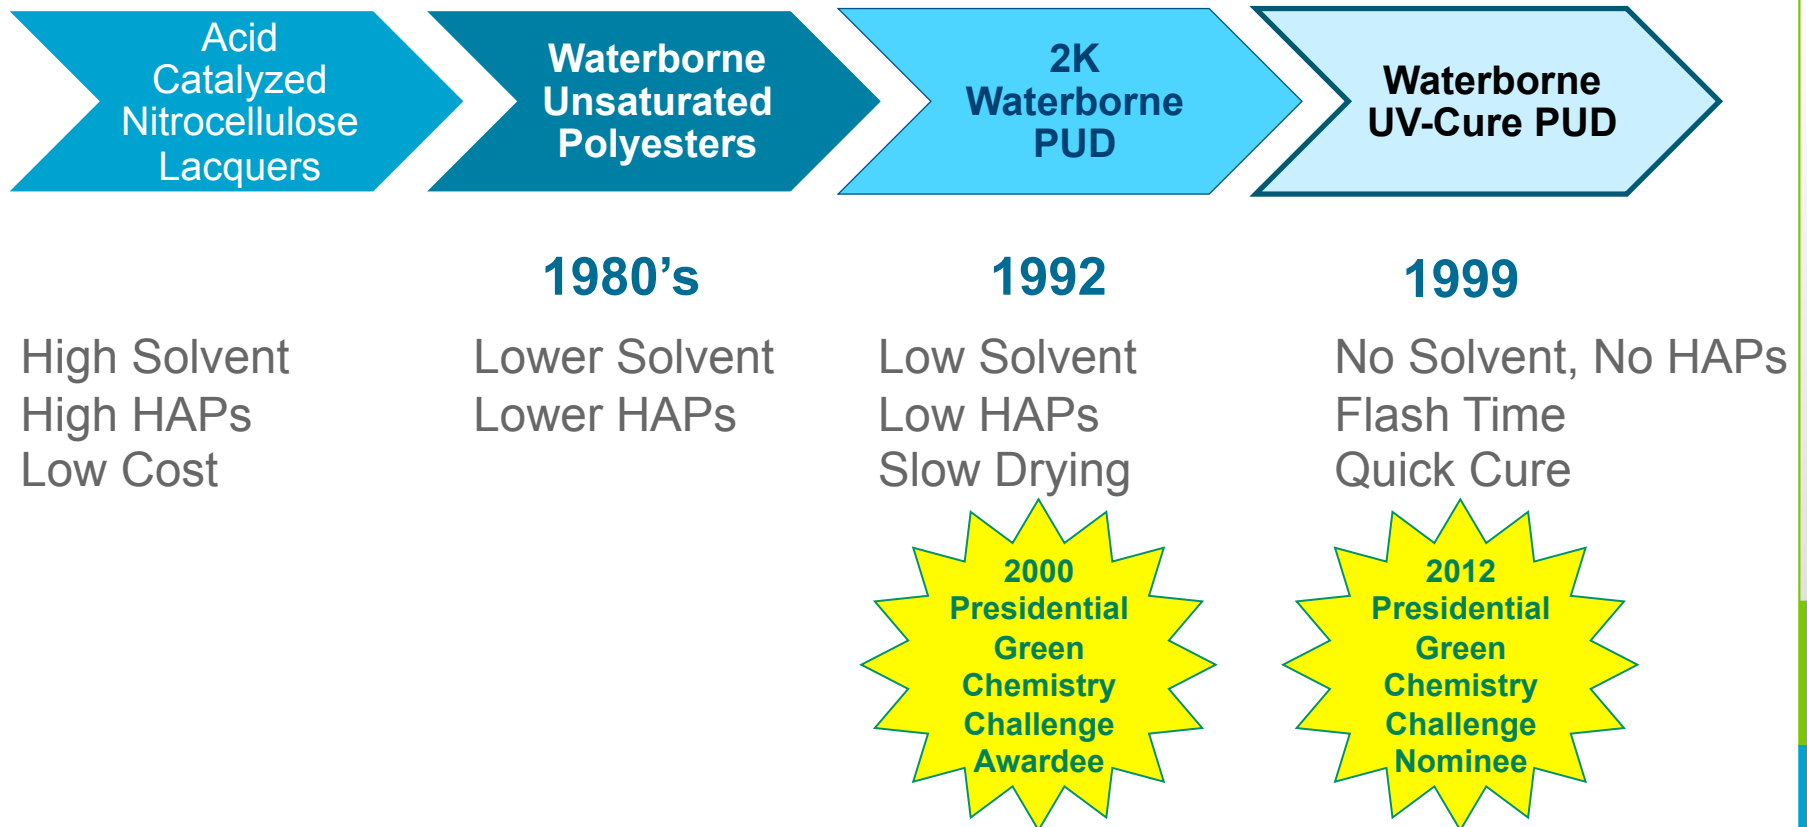 Acid
Catalyzed
Nitrocellulose
Lacquers
Waterborne
Unsaturated
Polyesters
2K
Waterborne
PUD
Waterborne
UV-Cure PUD
1980’s
1992
1999
High Solvent
High HAPs
Low Cost
Lower Solvent
Lower HAPs
Low Solvent
Low HAPs
Slow Drying
No Solvent, No HAPs
Flash Time
Quick Cure
2000
Presidential
Green
Chemistry
Challenge
Awardee
2012
Presidential
Green
Chemistry
Challenge
Nominee